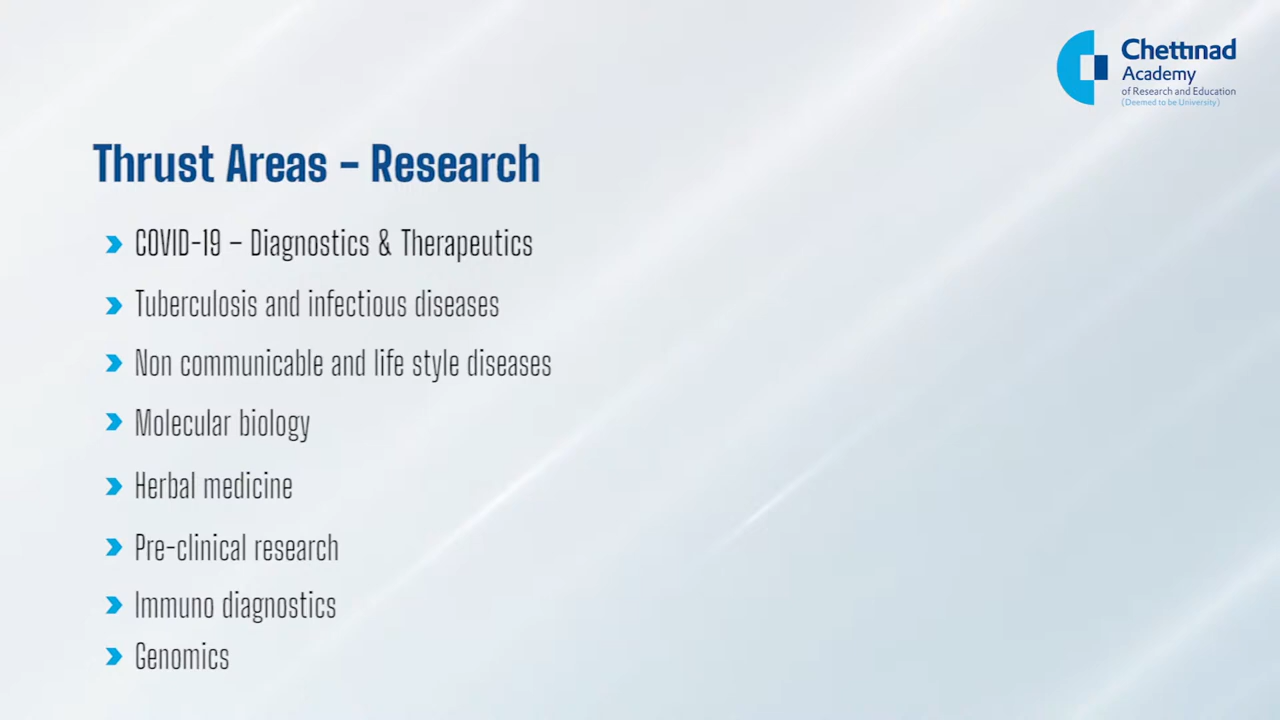 Chettinad
Academy
of Research and Education
(Deemed to be University)
Thrust Areas - Research
COVID-19 – Diagnostics & Therapeutics
Tuberculosis and infectious diseases
Non communicable and life style diseases
Molecular biology
Herbal medicine
Pre-clinical research
Immuno diagnostics
Genomics